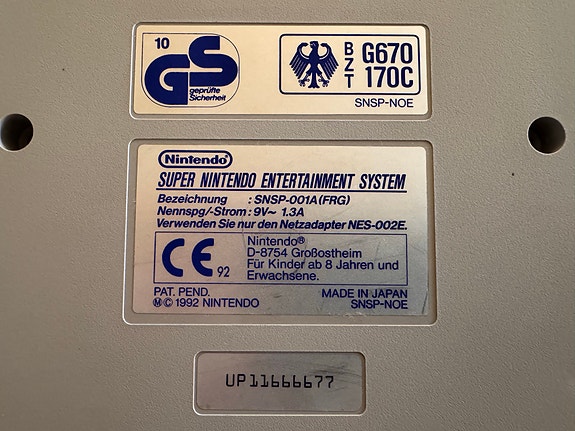 10
GS
geprüfte
Sicherheit
BZT
G670
170C
SNSP-NOE
Nintendo
SUPER NINTENDO ENTERTAINMENT SYSTEM
Bezeichnung : SNSP-001A(FRG)
Nennspg/-Strom : 9V~ 1.3A
Verwenden Sie nur den Netzadapter NES-002E.
CE 92
Nintendo®
D-8754 Großostheim
Für Kinder ab 8 Jahren und
Erwachsene.
PAT. PEND.
MADE IN JAPAN
Ⓜ© 1992 NINTENDO
SNSP-NOE
UP11666677